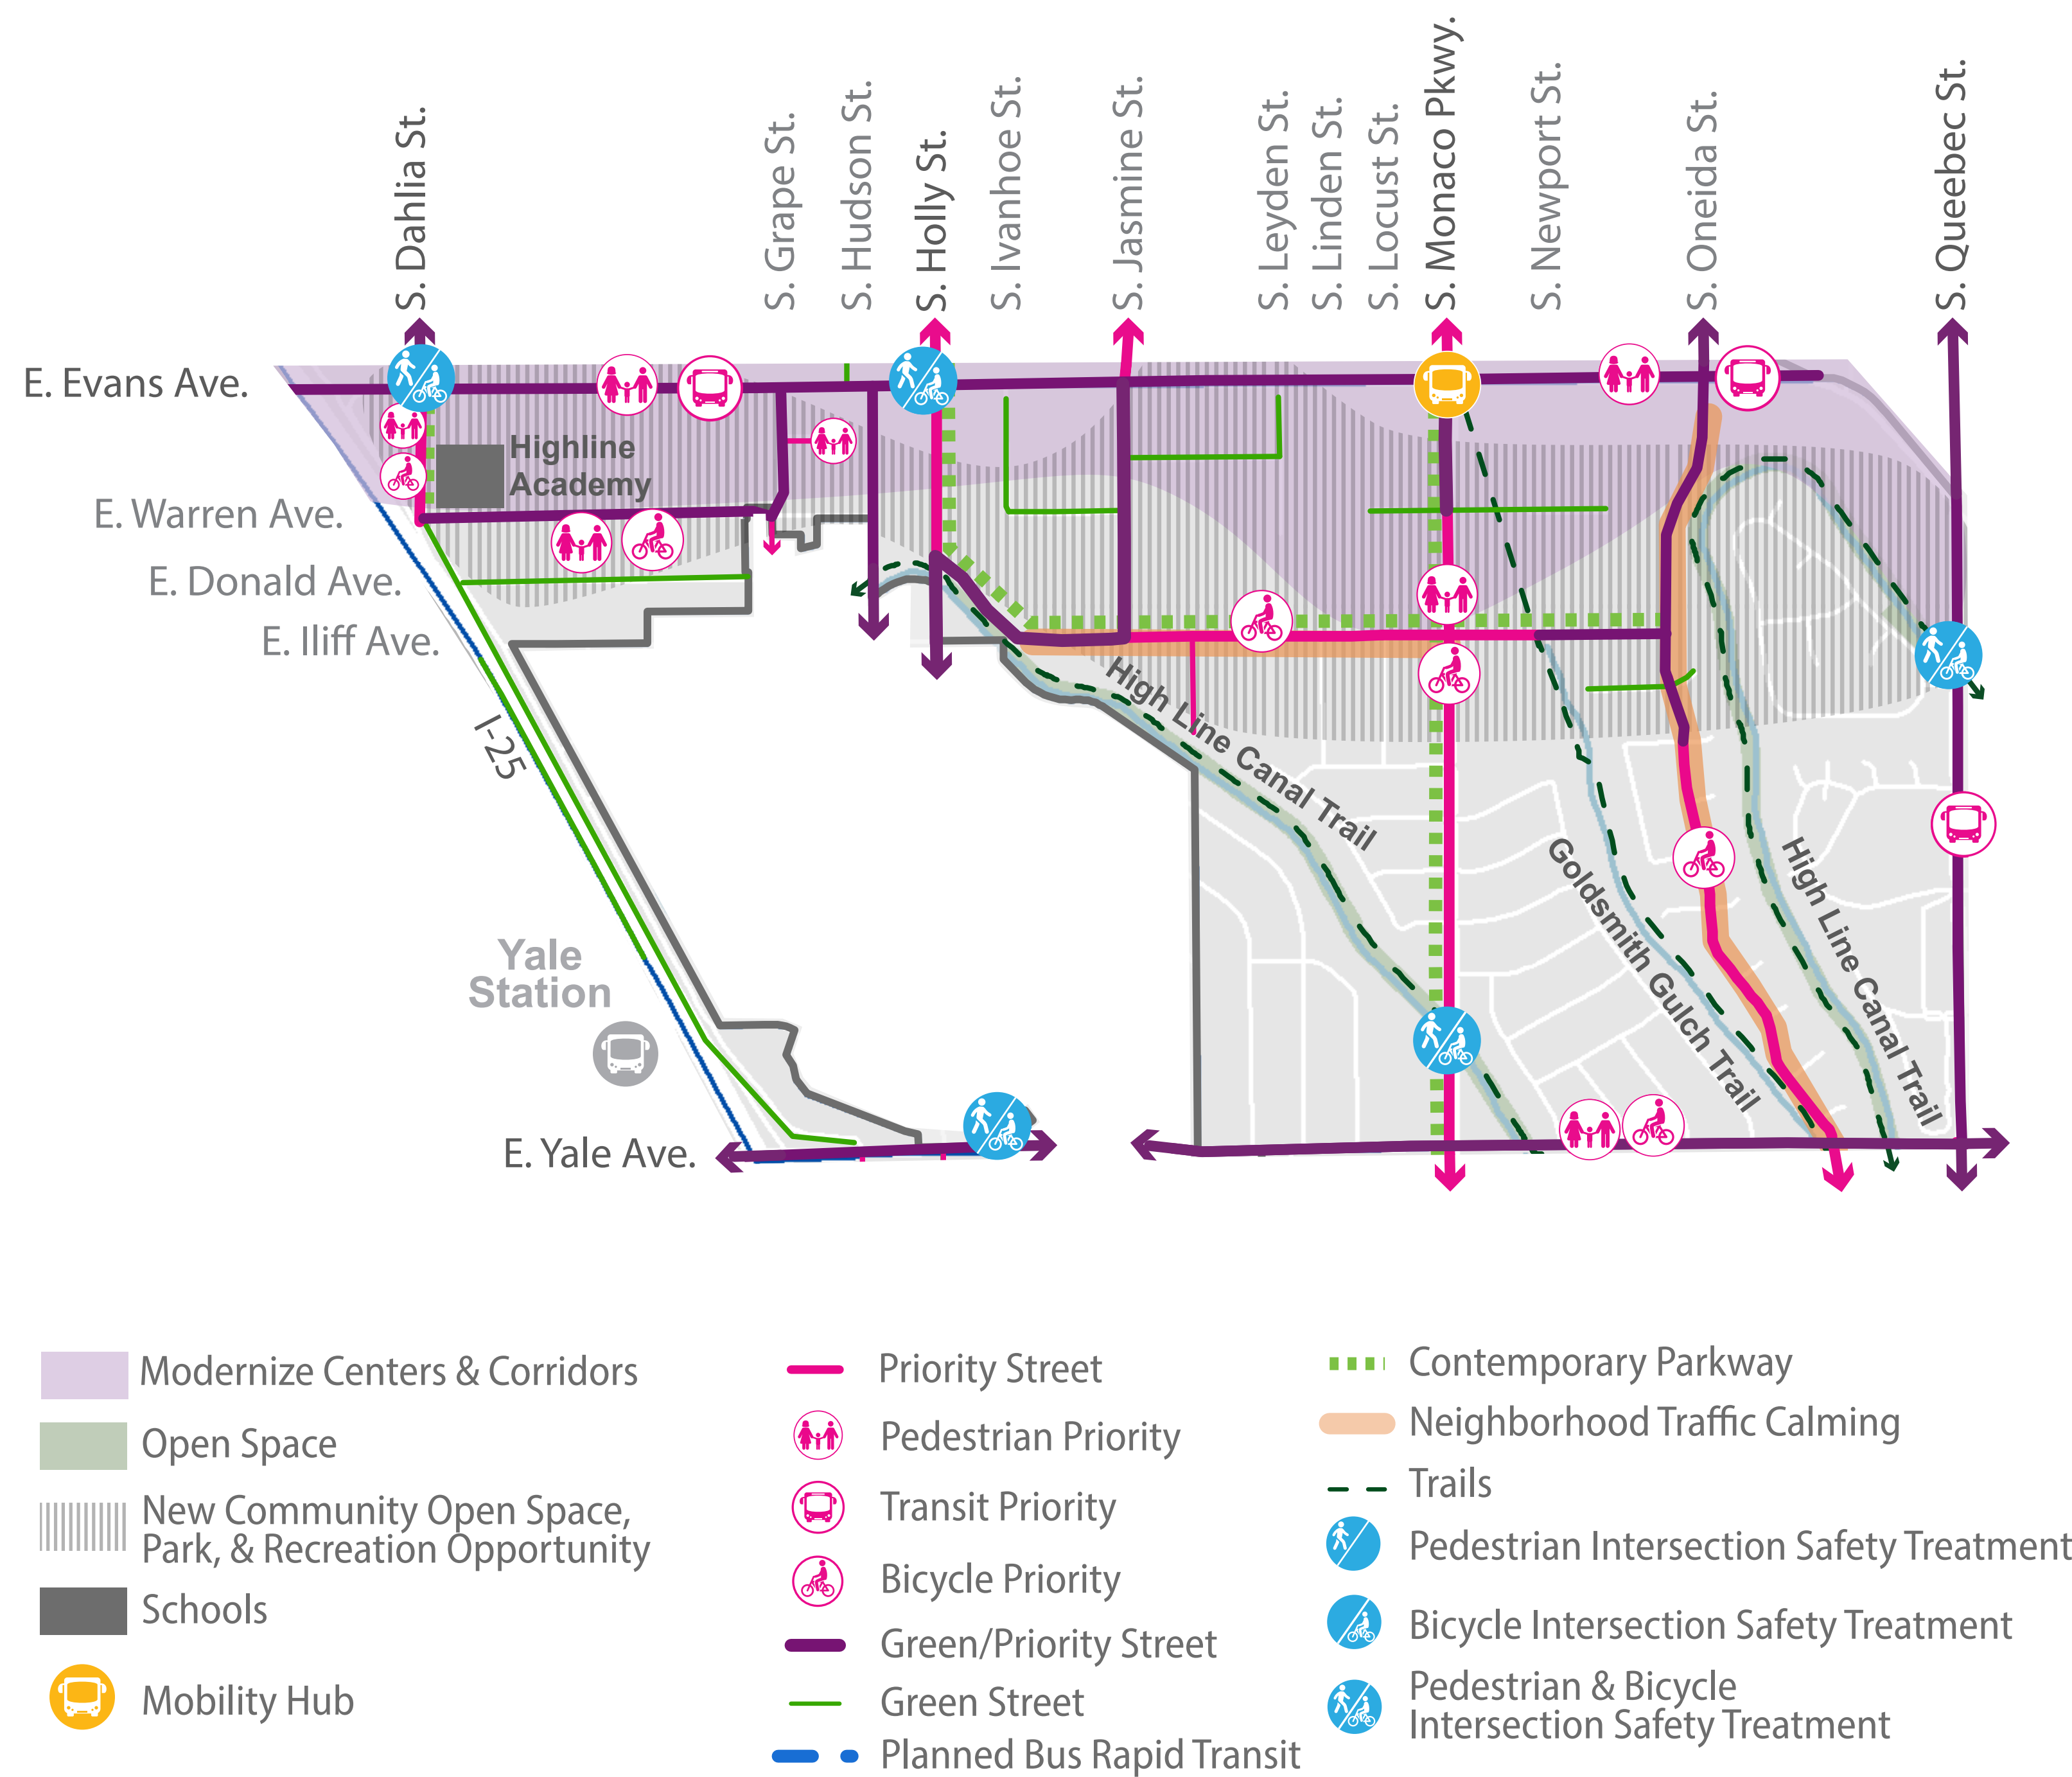 S. Dahlia St.
S. Grape St.
S. Hudson St.
S. Holly St.
S. Ivanhoe St.
S. Jasmine St.
S. Leyden St.
S. Linden St.
S. Locust St.
S. Monaco Pkwy.
S. Newport St.
S. Oneida St.
S. Quebec St.
E. Evans Ave.
Highline
Academy
E. Warren Ave.
E. Donald Ave.
E. Iliff Ave.
I-25
High Line Canal Trail
Goldsmith Gulch Trail
High Line Canal Trail
Yale
Station
E. Yale Ave.
Modernize Centers & Corridors
Open Space
New Community Open Space,
Park, & Recreation Opportunity
Schools
Mobility Hub
Priority Street
Pedestrian Priority
Transit Priority
Bicycle Priority
Green/Priority Street
Green Street
Planned Bus Rapid Transit
Contemporary Parkway
Neighborhood Traffic Calming
Trails
Pedestrian Intersection Safety Treatment
Bicycle Intersection Safety Treatment
Pedestrian & Bicycle
Intersection Safety Treatment